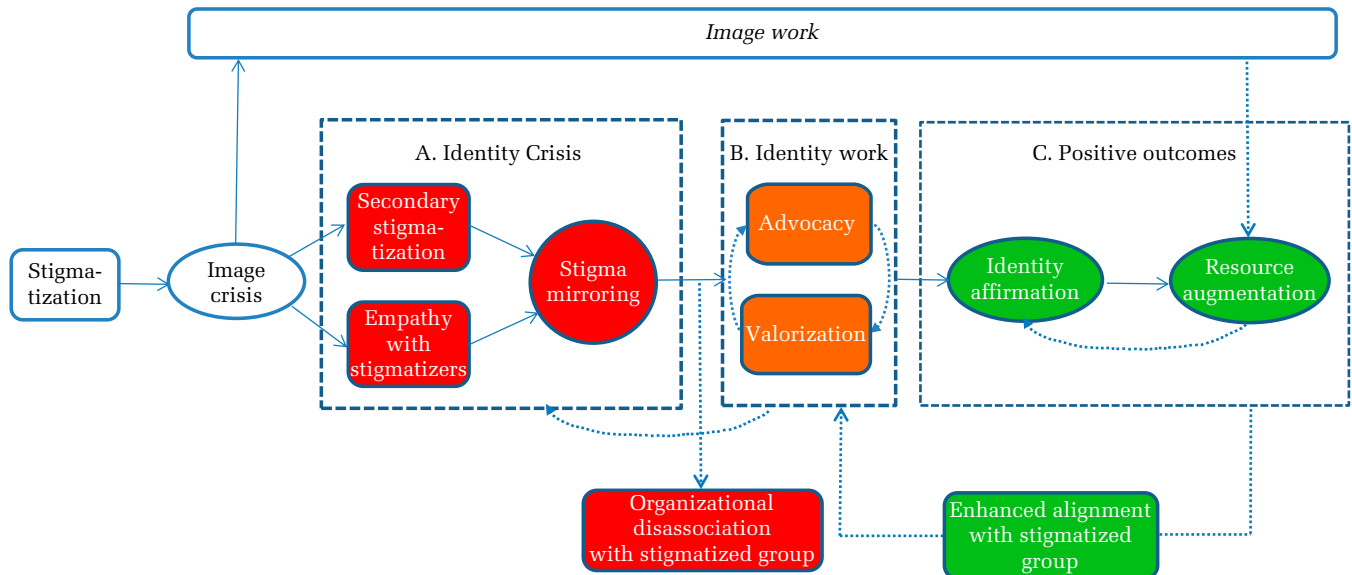 Image work
A. Identity Crisis
B. Identity work
C. Positive outcomes
Stigma-
tization
Image
crisis
Secondary
stigma-
tization
Empathy
with
stigmatizers
Stigma
mirroring
Advocacy
Valorization
Identity
affirmation
Resource
augmentation
Organizational
disassociation
with stigmatized group
Enhanced alignment
with stigmatized
group